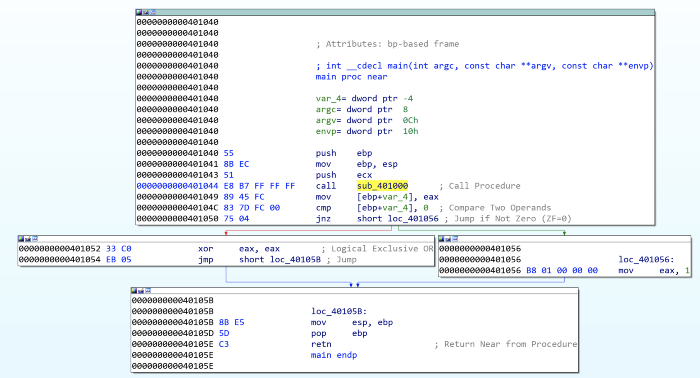 0000000000401040
0000000000401040
0000000000401040
0000000000401040 ; Attributes: bp-based frame
0000000000401040
0000000000401040 ; int __cdecl main(int argc, const char **argv, const char **envp)
0000000000401040 main proc near
0000000000401040
0000000000401040 var_4= dword ptr -4
0000000000401040 argc= dword ptr  8
0000000000401040 argv= dword ptr  0Ch
0000000000401040 envp= dword ptr  10h
0000000000401040
0000000000401040 55 push ebp
0000000000401041 8B EC mov ebp, esp
0000000000401043 51 push ecx
0000000000401044 E8 B7 FF FF FF call sub_401000 ; Call Procedure
0000000000401049 89 45 FC mov [ebp+var_4], eax
000000000040104C 83 7D FC 00 cmp [ebp+var_4], 0 ; Compare Two Operands
0000000000401050 75 04 jnz short loc_401056 ; Jump if Not Zero (ZF=0)
0000000000401052 33 C0 xor eax, eax ; Logical Exclusive OR
0000000000401054 EB 05 jmp short loc_40105B ; Jump
0000000000401056
0000000000401056 loc_401056:
0000000000401056 B8 01 00 00 00 mov eax, 1
000000000040105B
000000000040105B loc_40105B:
000000000040105B 8B E5 mov esp, ebp
000000000040105D 5D pop ebp
000000000040105E C3 retn ; Return Near from Procedure
000000000040105E main endp
000000000040105E